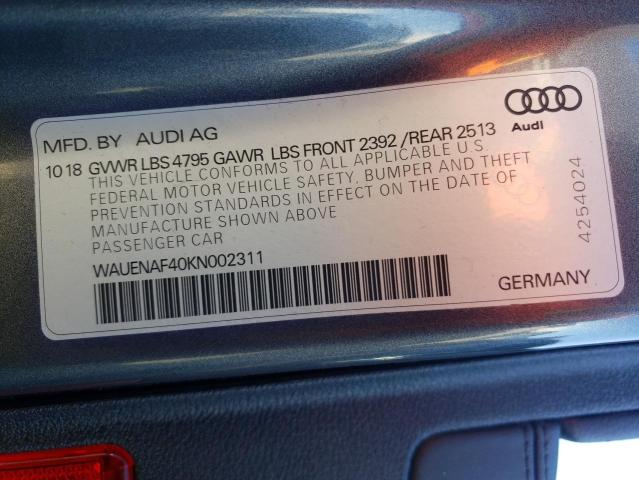 MFD. BY AUDI AG
Audi
10 18 GVWR LBS 4795 GAWR LBS FRONT 2392 /REAR 2513
THIS VEHICLE CONFORMS TO ALL APPLICABLE U.S.
FEDERAL MOTOR VEHICLE SAFETY, BUMPER AND THEFT
PREVENTION STANDARDS IN EFFECT ON THE DATE OF
MANUFACTURE SHOWN ABOVE
PASSENGER CAR
WAUENAF40KN002311
GERMANY
4254024